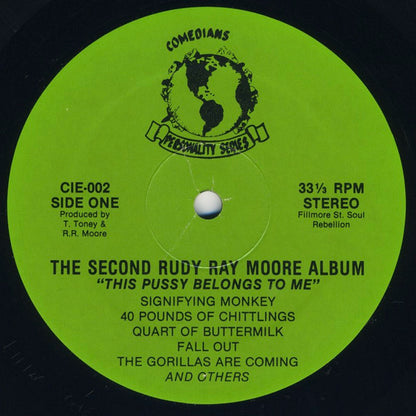 COMEDIANS
PERSONALITY SERIES
CIE-002
SIDE ONE
Produced by
T. Toney &
R.R. Moore
33⅓ RPM
STEREO
Fillmore St. Soul
Rebellion
THE SECOND RUDY RAY MOORE ALBUM
"THIS PUSSY BELONGS TO ME"
SIGNIFYING MONKEY
40 POUNDS OF CHITTLINGS
QUART OF BUTTERMILK
FALL OUT
THE GORILLAS ARE COMING
AND OTHERS